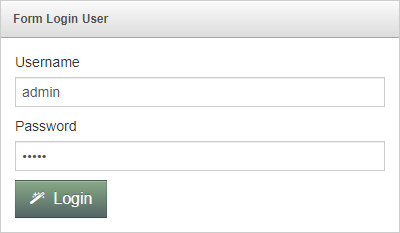 Form Login User
Username
admin
Password
•••••
Login